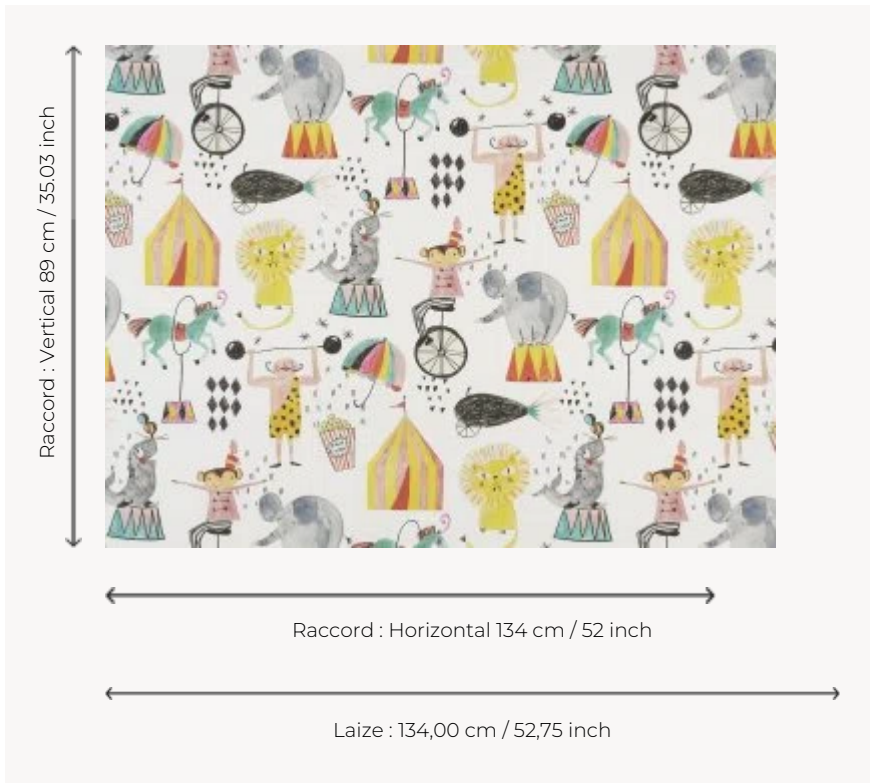 Raccord : Vertical 89 cm / 35.03 inch
Raccord : Horizontal 134 cm / 52 inch
Laize : 134,00 cm / 52,75 inch